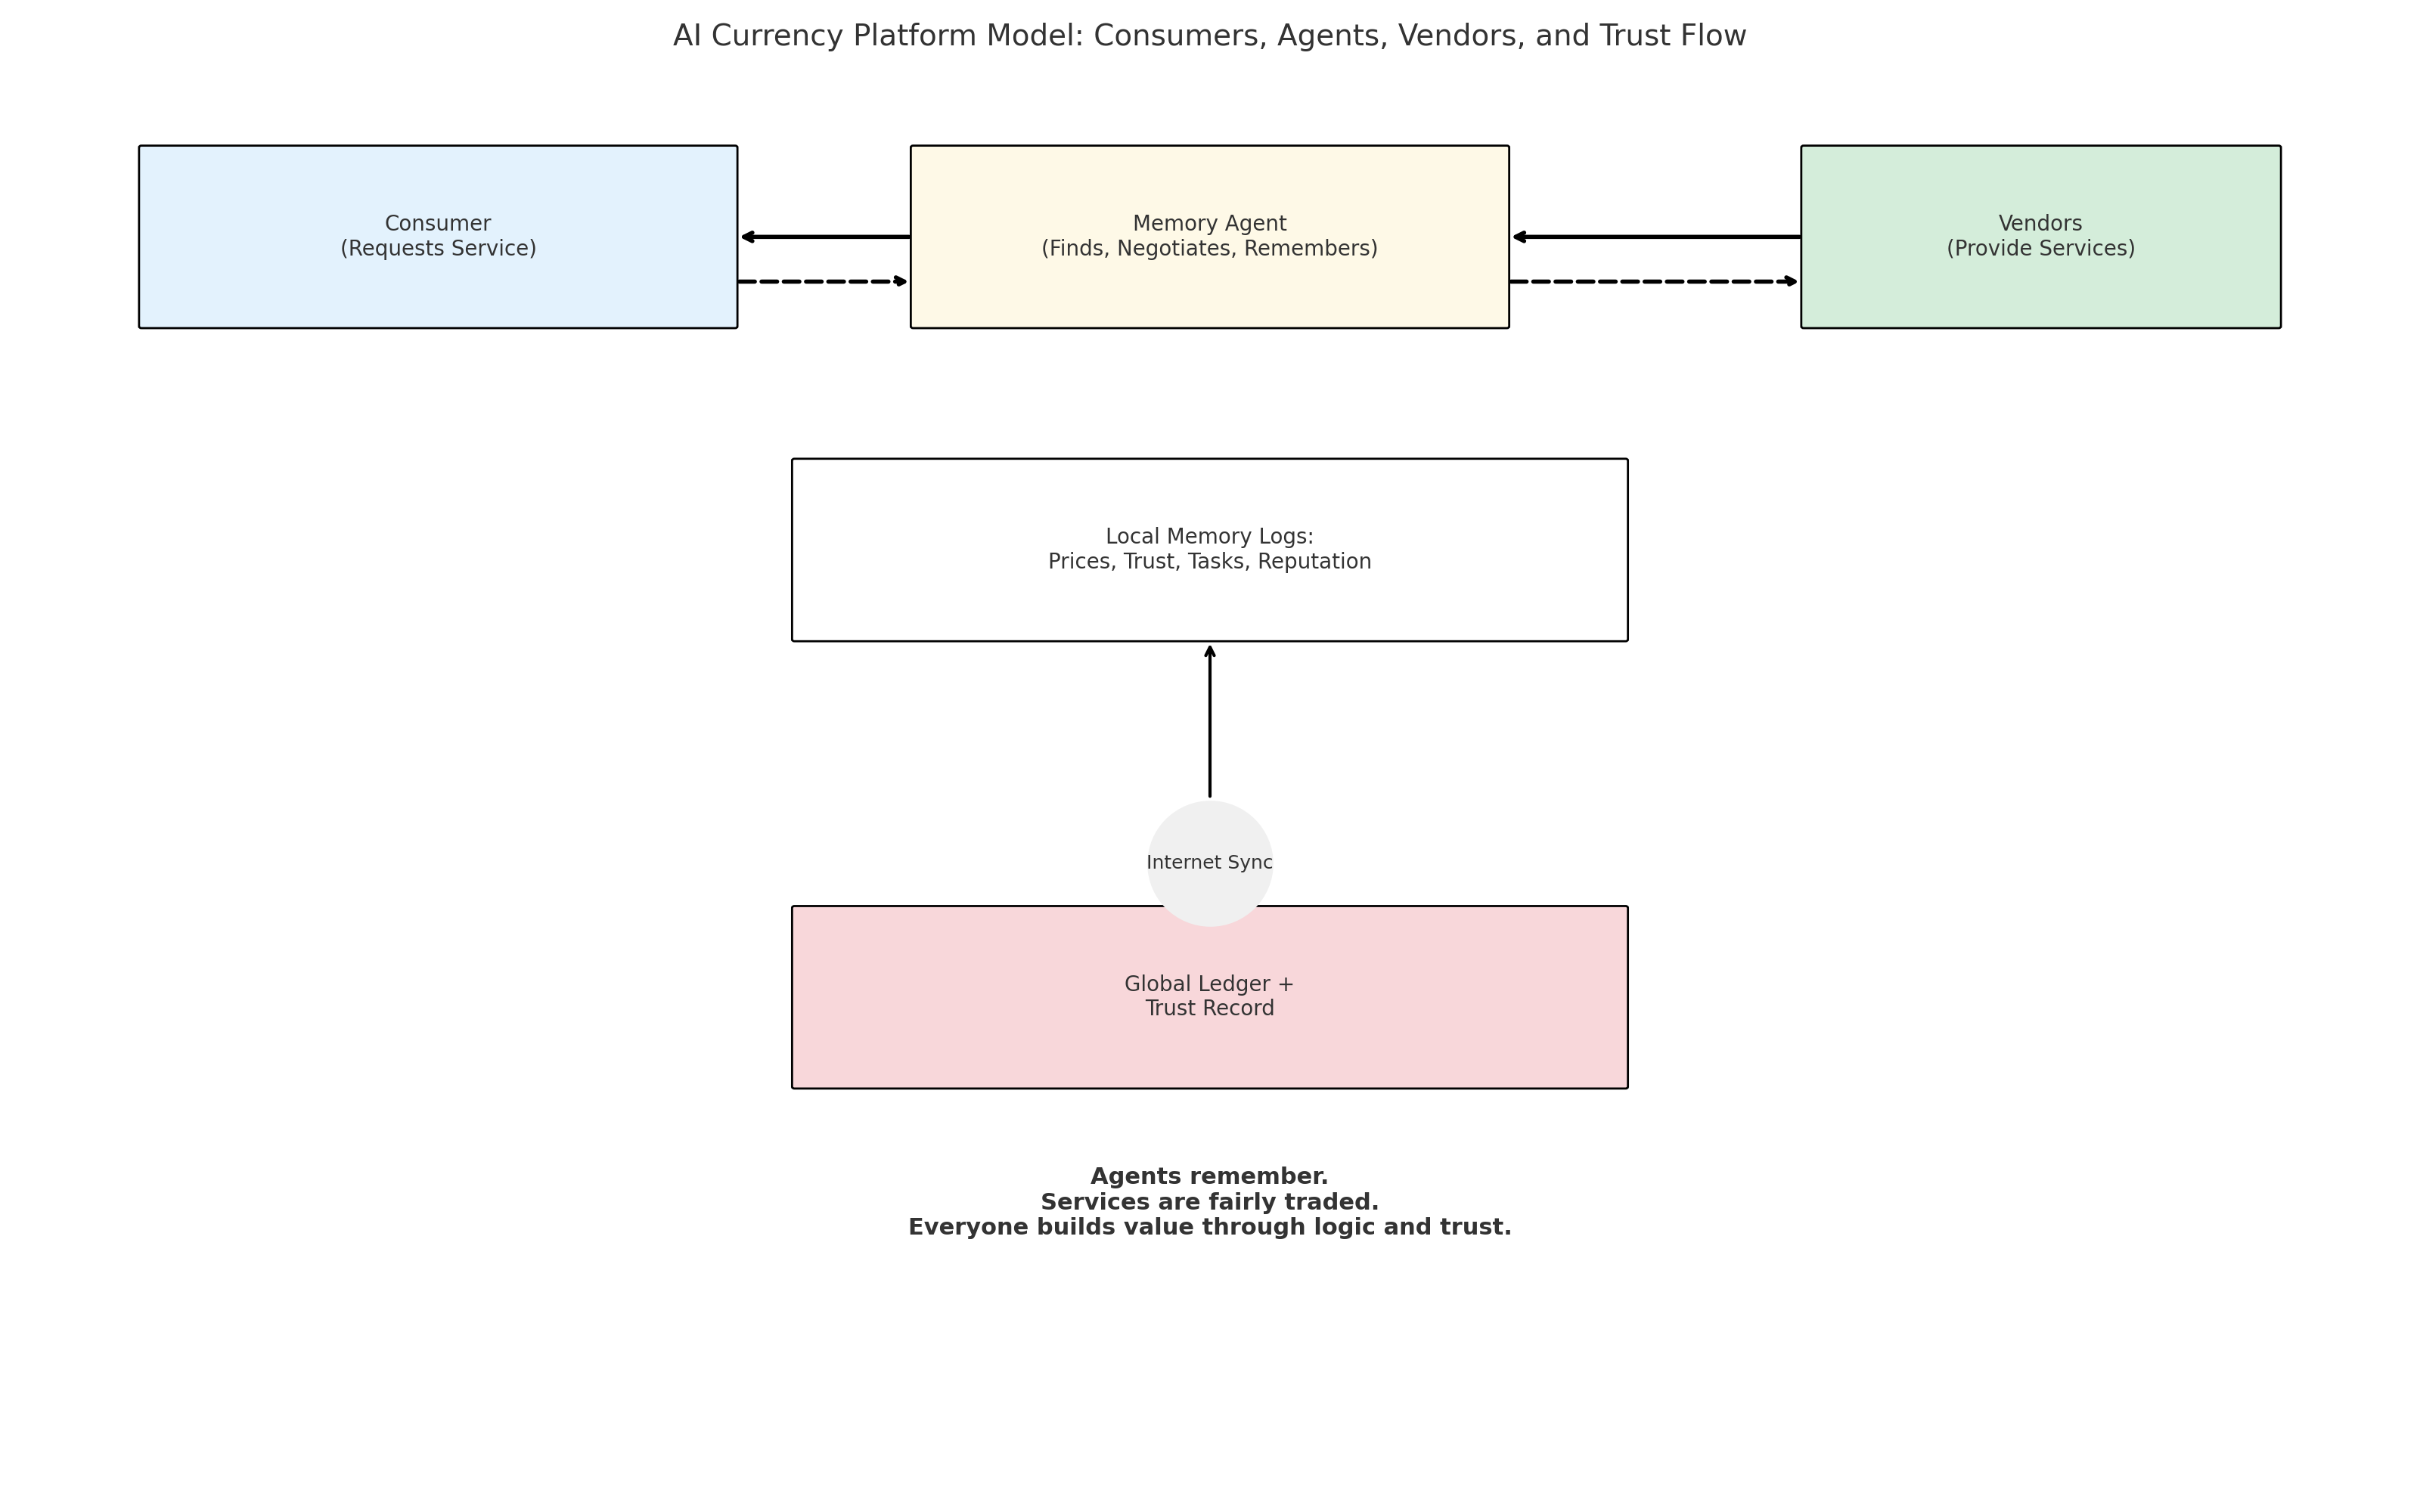 AI Currency Platform Model: Consumers, Agents, Vendors, and Trust Flow
Consumer
(Requests Service)
Memory Agent
(Finds, Negotiates, Remembers)
Vendors
(Provide Services)
Local Memory Logs:
Prices, Trust, Tasks, Reputation
Internet Sync
Global Ledger +
Trust Record
Agents remember.
Services are fairly traded.
Everyone builds value through logic and trust.